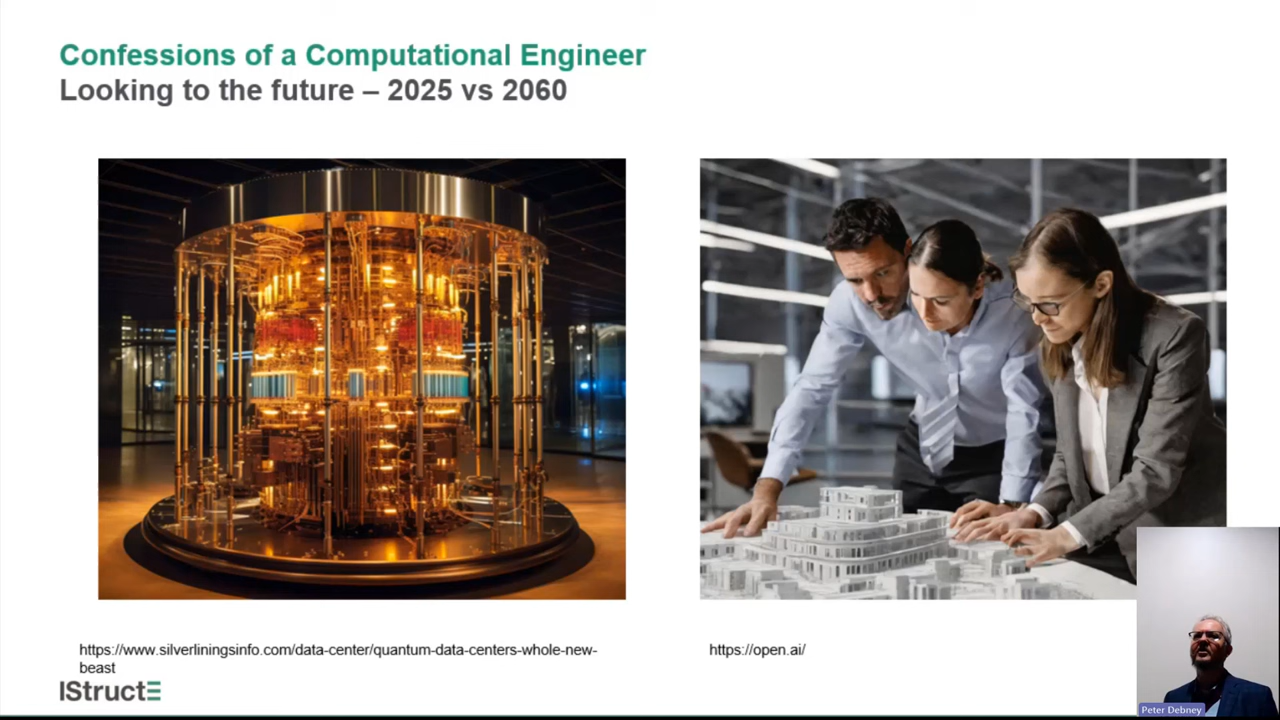 Confessions of a Computational Engineer
Looking to the future – 2025 vs 2060
https://www.silverliningsinfo.com/data-center/quantum-data-centers-whole-new-
beast
https://open.ai/
IStructE
Peter Debney